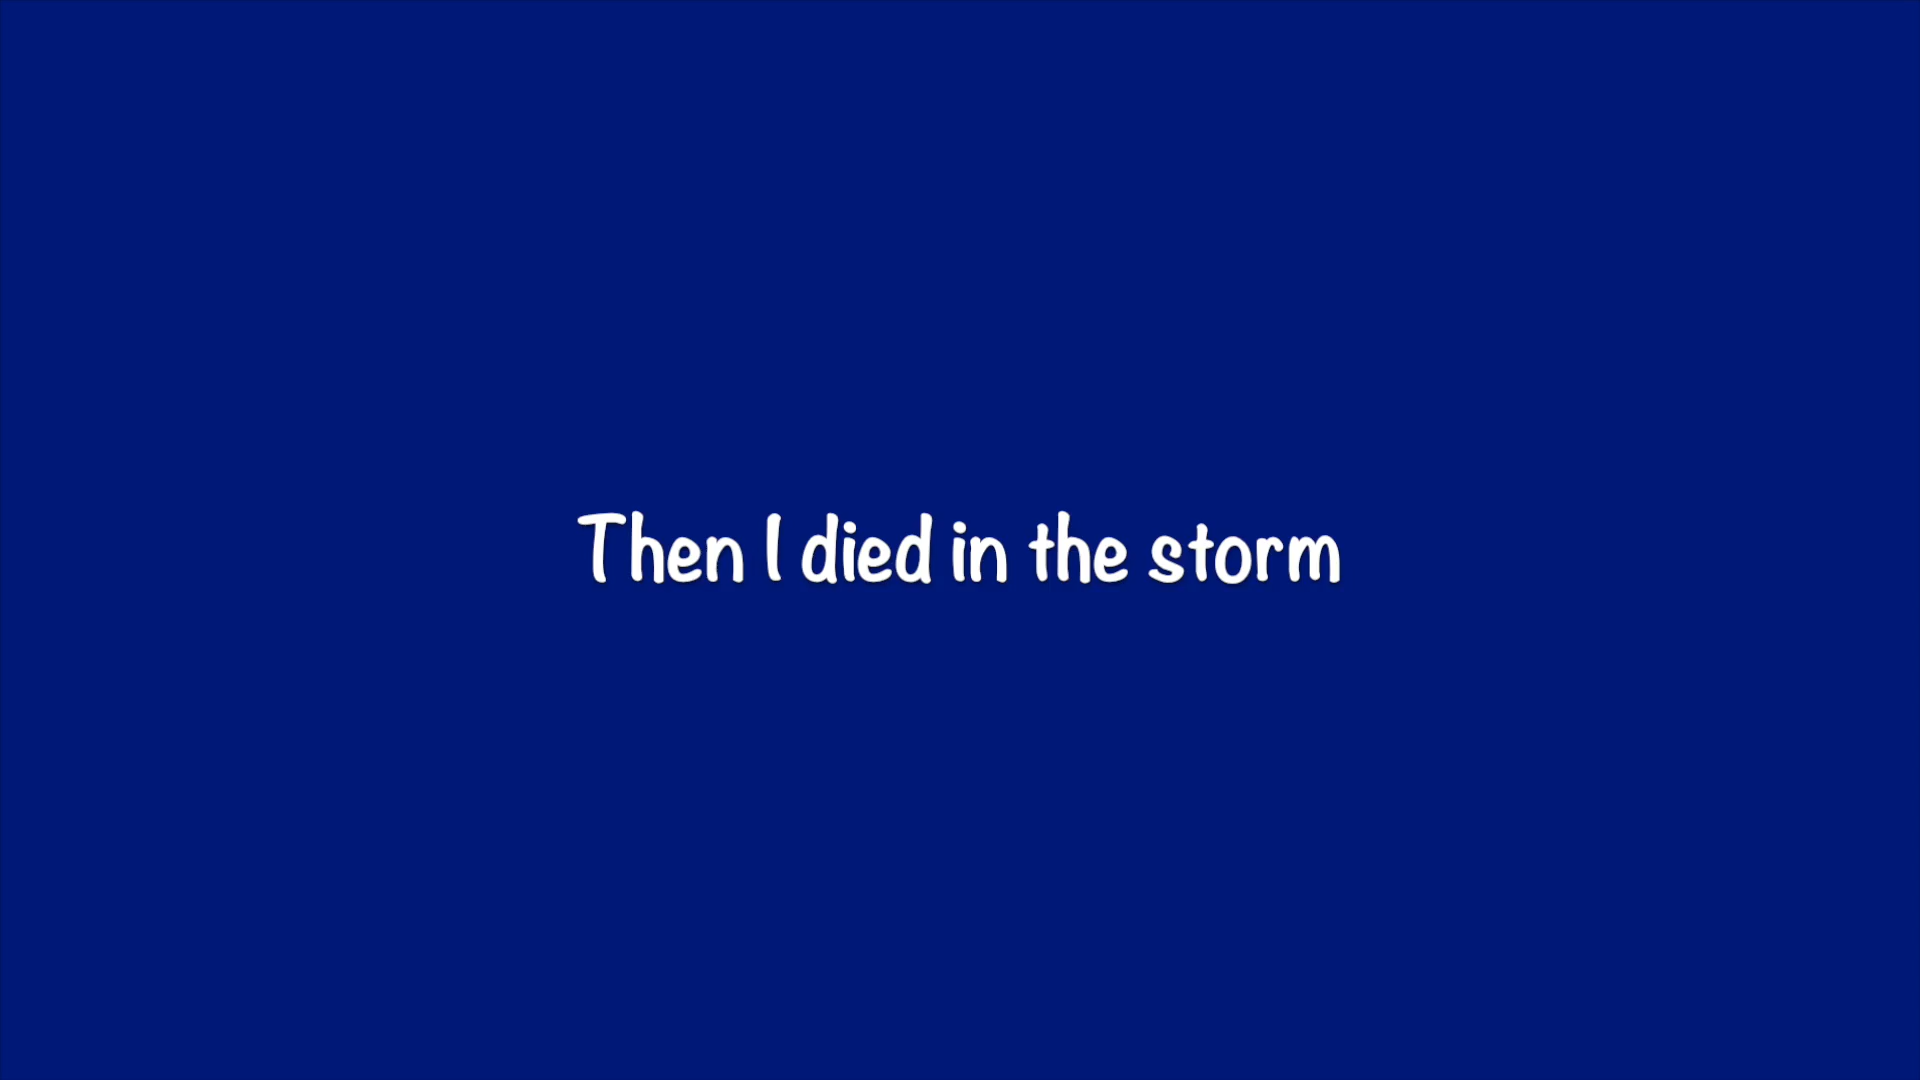 Then I died in the storm